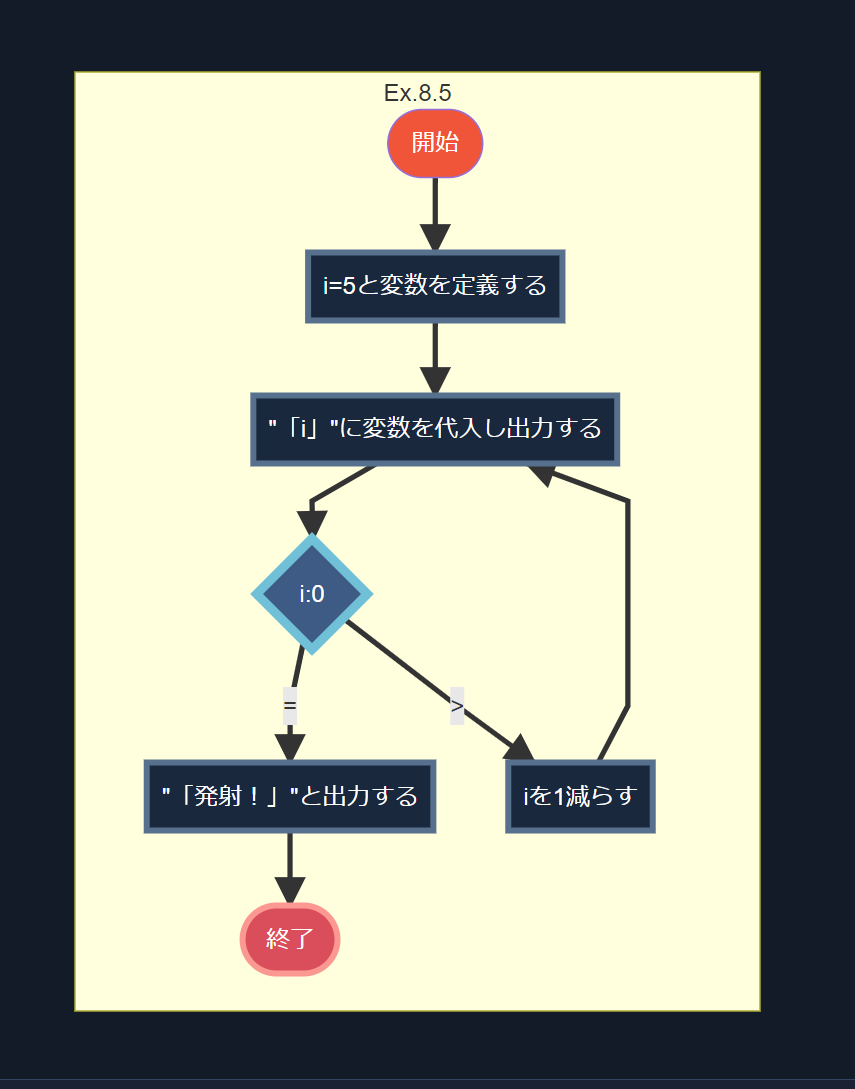 Ex.8.5
開始
i=5と変数を定義する
"「i」"に変数を代入し出力する
i:0
=
>
"「発射！」"と出力する
iを1減らす
終了